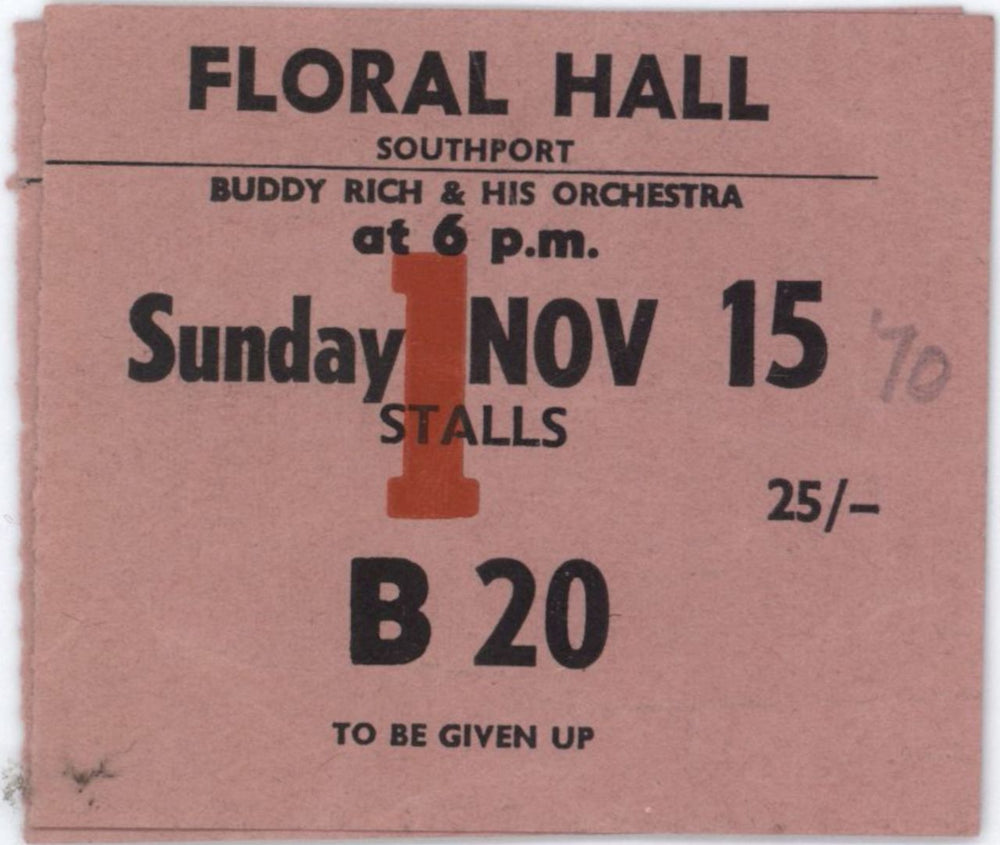 FLORAL HALL
SOUTHPORT
BUDDY RICH & HIS ORCHESTRA
at 6 p.m.
Sunday 1 NOV 15 '70
STALLS
25/-
B 20
TO BE GIVEN UP